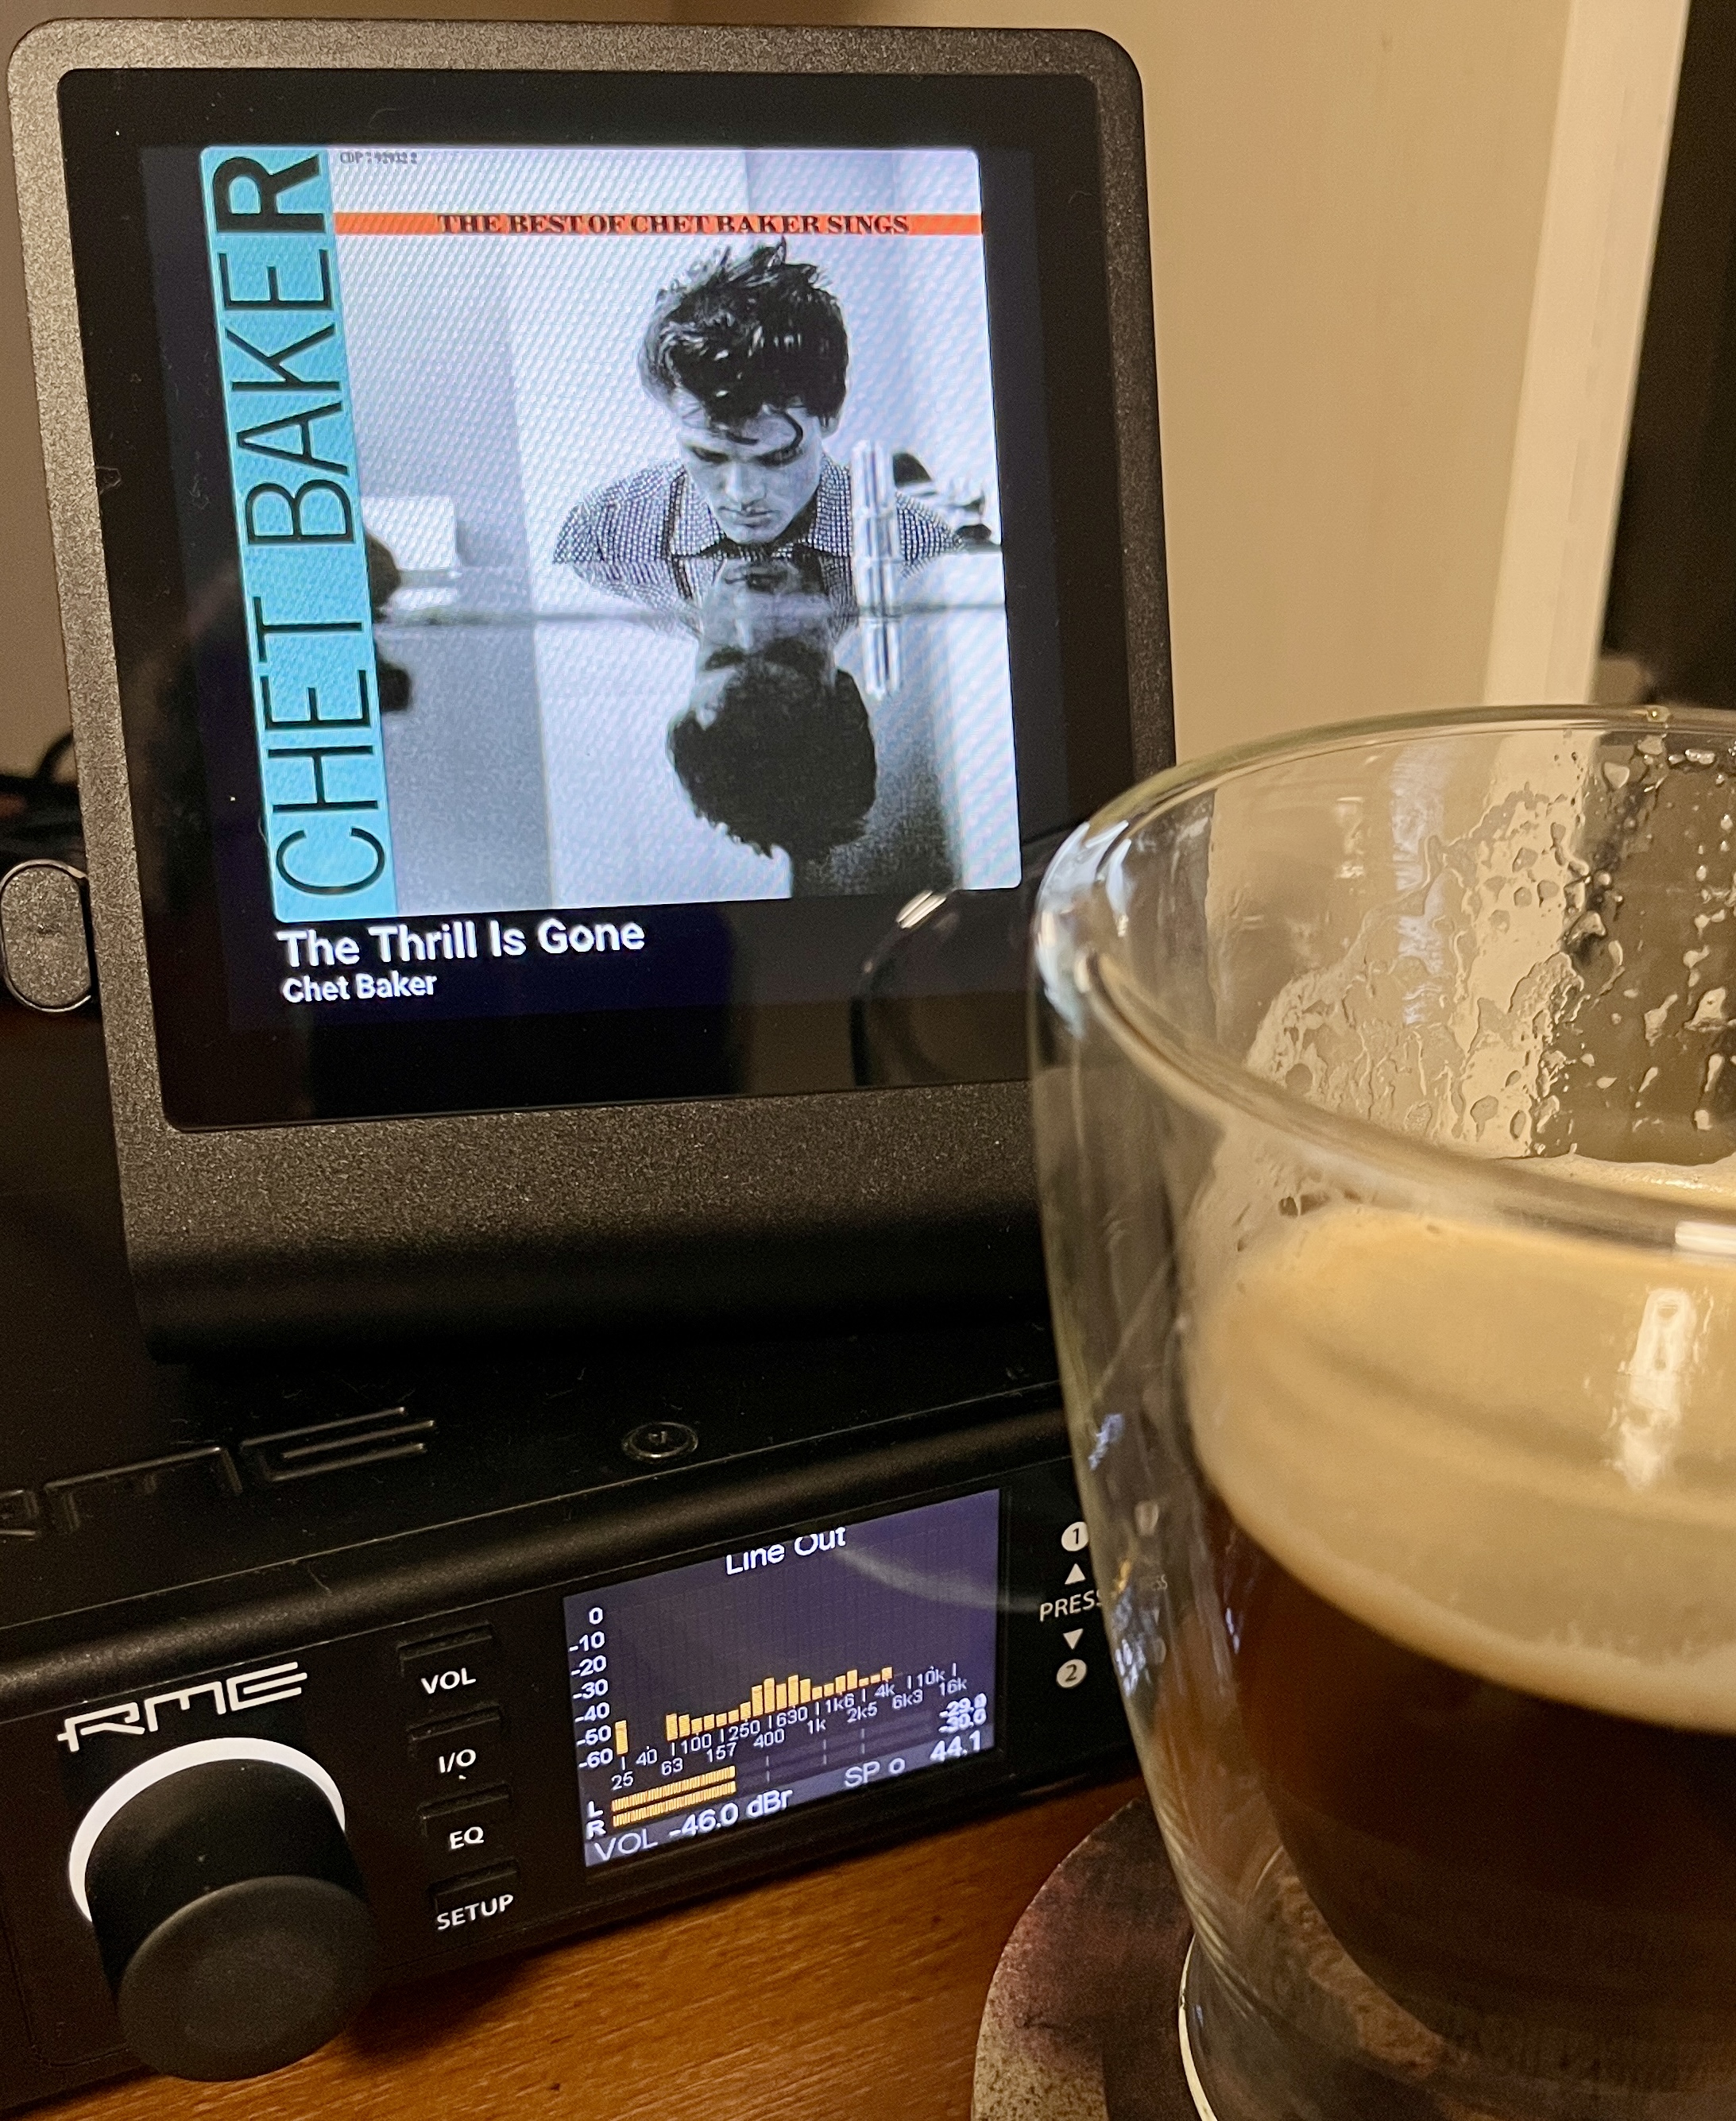 CHET BAKER
THE BEST OF CHET BAKER SINGS
The Thrill Is Gone
Chet Baker
RME
RME
VOL
I/O
EQ
SETUP
Line Out
0
-10
-20
-30
-40
-50
-60
25 40 63 100 157 250 400 630 1k 1k6 2k5 4k 6k3 10k 16k
L
R
VOL -46.0 dBr SP 44.1
1
PRESS
2